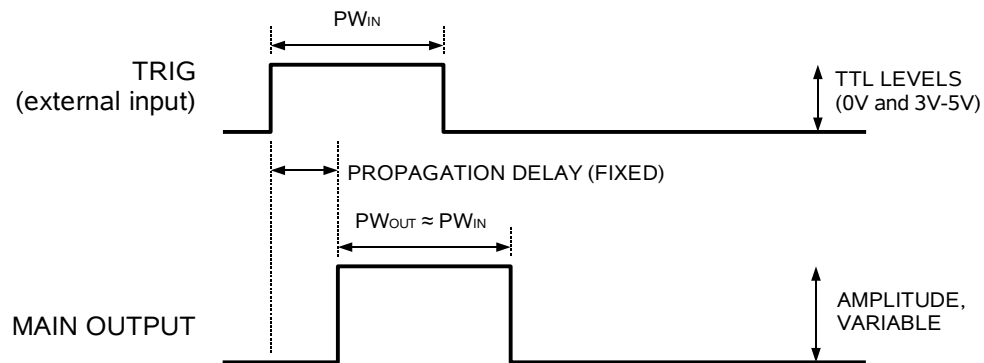 PWIN
TRIG
(external input)
TTL LEVELS
(0V and 3V-5V)
PROPAGATION DELAY (FIXED)
PWOUT ≈ PWIN
MAIN OUTPUT
AMPLITUDE,
VARIABLE